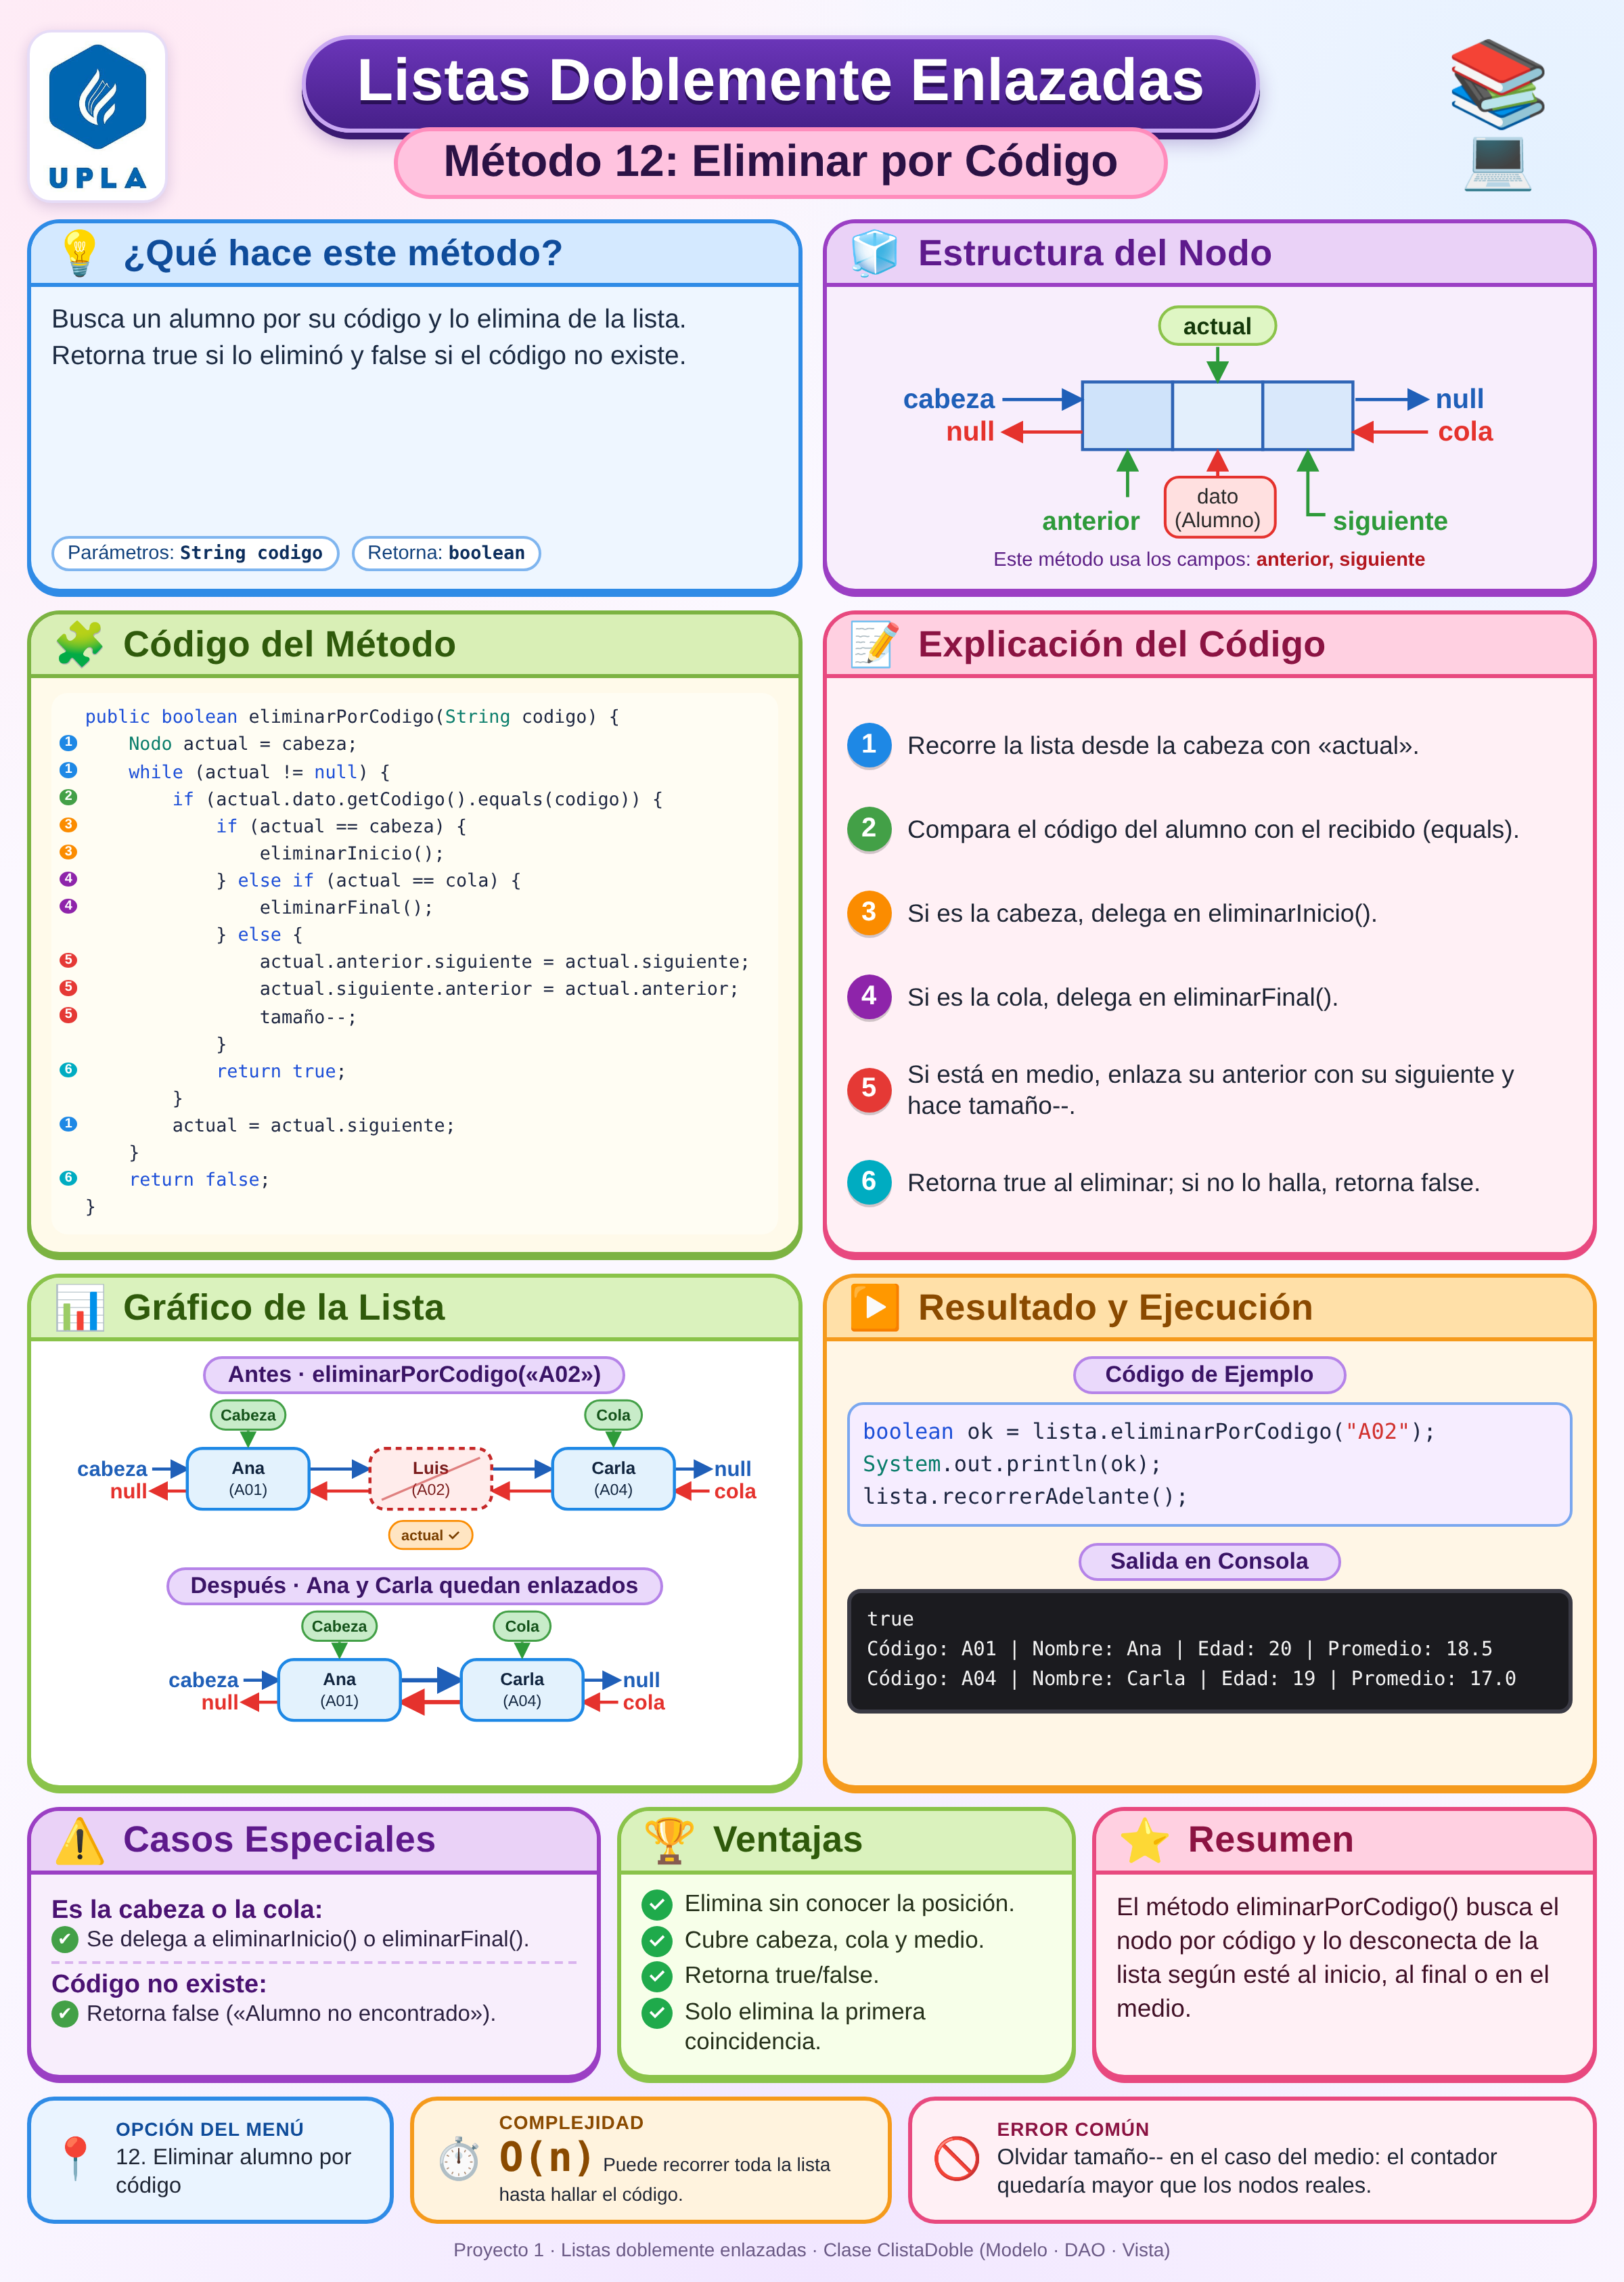 UPLA
Listas Doblemente Enlazadas
Método 12: Eliminar por Código
¿Qué hace este método?
Busca un alumno por su código y lo elimina de la lista.
Retorna true si lo eliminó y false si el código no existe.
Parámetros: String codigo
Retorna: boolean
Estructura del Nodo
actual
cabeza
null
null
cola
anterior
dato
(Alumno)
siguiente
Este método usa los campos: anterior, siguiente
Código del Método
public boolean eliminarPorCodigo(String codigo) {
1 Nodo actual = cabeza;
1 while (actual != null) {
2 if (actual.dato.getCodigo().equals(codigo)) {
3 if (actual == cabeza) {
3 eliminarInicio();
4 } else if (actual == cola) {
4 eliminarFinal();
} else {
5 actual.anterior.siguiente = actual.siguiente;
5 actual.siguiente.anterior = actual.anterior;
5 tamaño--;
}
6 return true;
}
1 actual = actual.siguiente;
}
6 return false;
}
Explicación del Código
1 Recorre la lista desde la cabeza con «actual».
2 Compara el código del alumno con el recibido (equals).
3 Si es la cabeza, delega en eliminarInicio().
4 Si es la cola, delega en eliminarFinal().
5 Si está en medio, enlaza su anterior con su siguiente y
hace tamaño--.
6 Retorna true al eliminar; si no lo halla, retorna false.
Gráfico de la Lista
Antes · eliminarPorCodigo(«A02»)
Cabeza
Cola
cabeza
null
Ana
(A01)
Luis
(A02)
Carla
(A04)
null
cola
actual ✓
Después · Ana y Carla quedan enlazados
Cabeza
Cola
cabeza
null
Ana
(A01)
Carla
(A04)
null
cola
Resultado y Ejecución
Código de Ejemplo
boolean ok = lista.eliminarPorCodigo("A02");
System.out.println(ok);
lista.recorrerAdelante();
Salida en Consola
true
Código: A01 | Nombre: Ana | Edad: 20 | Promedio: 18.5
Código: A04 | Nombre: Carla | Edad: 19 | Promedio: 17.0
Casos Especiales
Es la cabeza o la cola:
✔ Se delega a eliminarInicio() o eliminarFinal().
Código no existe:
✔ Retorna false («Alumno no encontrado»).
Ventajas
Elimina sin conocer la posición.
Cubre cabeza, cola y medio.
Retorna true/false.
Solo elimina la primera
coincidencia.
Resumen
El método eliminarPorCodigo() busca el
nodo por código y lo desconecta de la
lista según esté al inicio, al final o en el
medio.
OPCIÓN DEL MENÚ
12. Eliminar alumno por
código
COMPLEJIDAD
O(n) Puede recorrer toda la lista
hasta hallar el código.
ERROR COMÚN
Olvidar tamaño-- en el caso del medio: el contador
quedaría mayor que los nodos reales.
Proyecto 1 · Listas doblemente enlazadas · Clase ClistaDoble (Modelo · DAO · Vista)